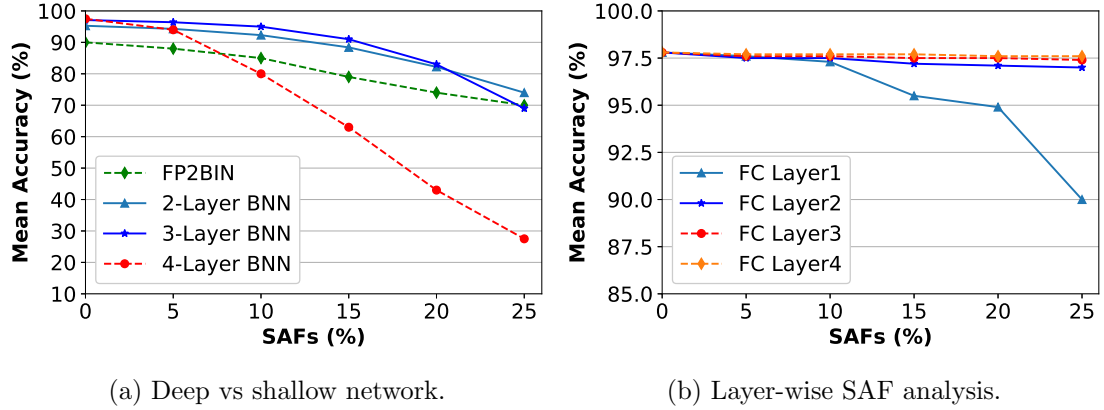 100
90
80
70
60
50
40
30
20
10
Mean Accuracy (%)
FP2BIN
2-Layer BNN
3-Layer BNN
4-Layer BNN
0 5 10 15 20 25
SAFs (%)
(a) Deep vs shallow network.
100.0
97.5
95.0
92.5
90.0
87.5
85.0
Mean Accuracy (%)
FC Layer1
FC Layer2
FC Layer3
FC Layer4
0 5 10 15 20 25
SAFs (%)
(b) Layer-wise SAF analysis.